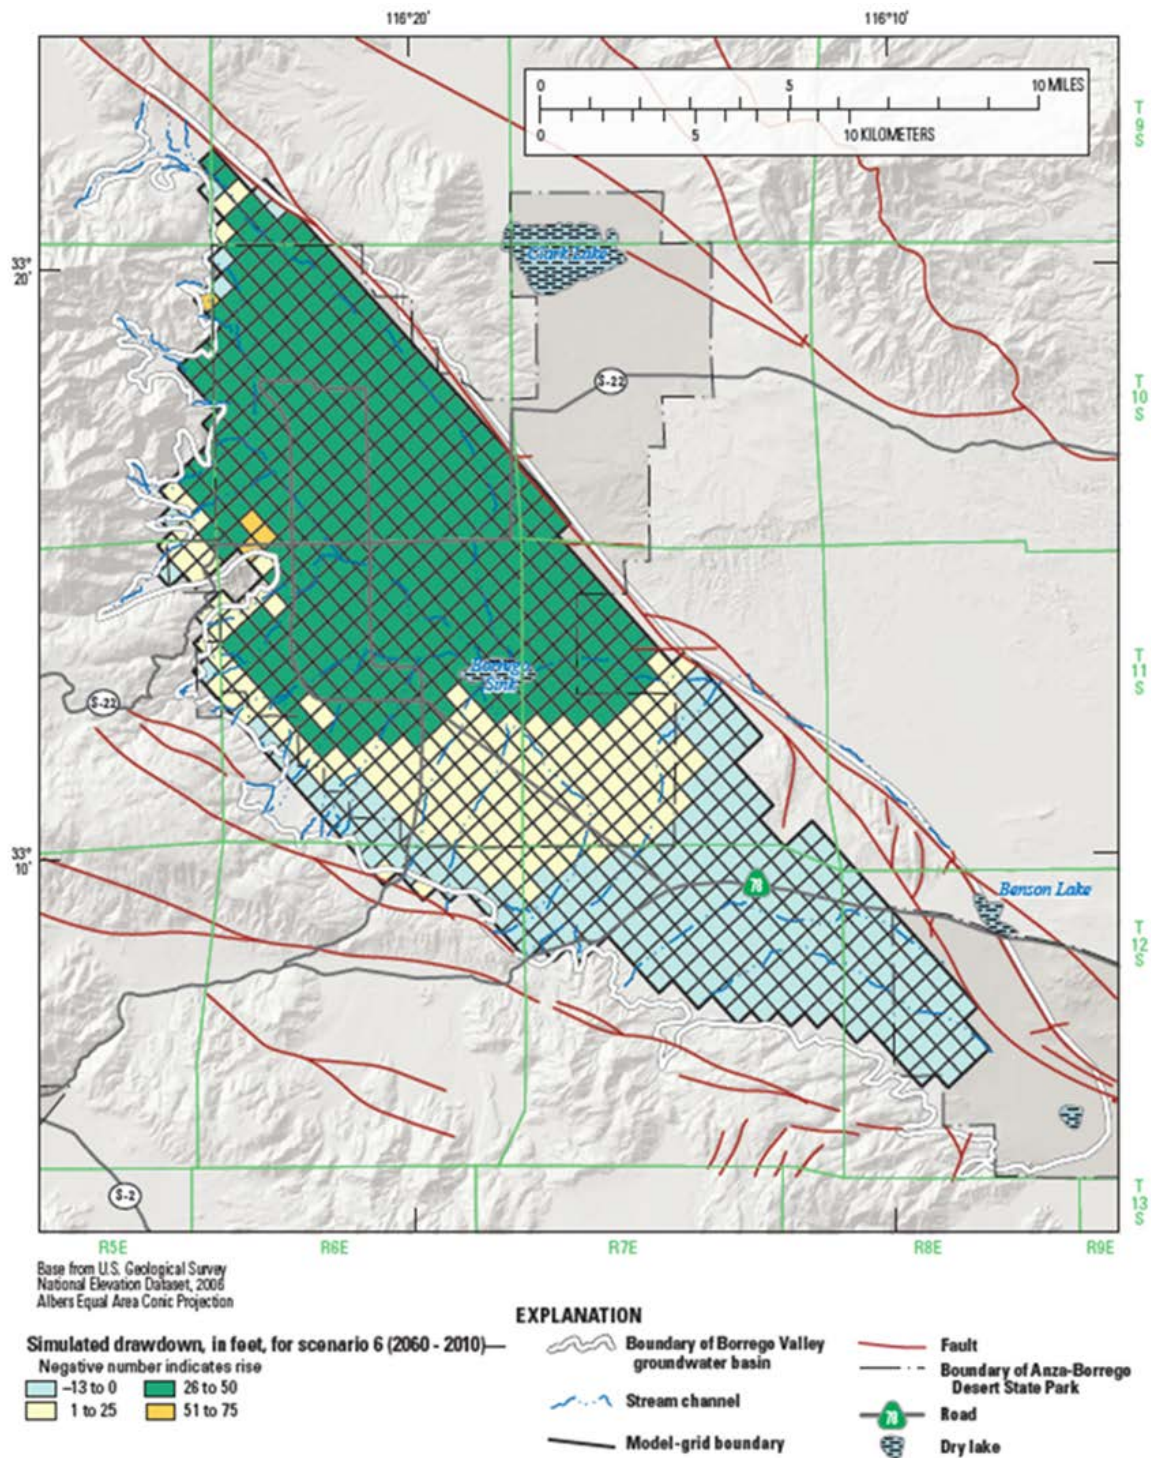 116°20'
116°10'
0 5 10 MILES
0 5 10 KILOMETERS
T
9
S
33°
20'
Clark Lake
S-22
T
10
S
Borrego
Sink
T
11
S
S-22
33°
10'
78
Benson Lake
T
12
S
S-2
T
13
S
R5E R6E R7E R8E R9E
Base from U.S. Geological Survey
National Elevation Dataset, 2006
Albers Equal Area Conic Projection
EXPLANATION
Simulated drawdown, in feet, for scenario 6 (2060 - 2010)—
Negative number indicates rise
–13 to 0
26 to 50
1 to 25
51 to 75
Boundary of Borrego Valley
groundwater basin
Stream channel
Model-grid boundary
Fault
Boundary of Anza-Borrego
Desert State Park
78
Road
Dry lake